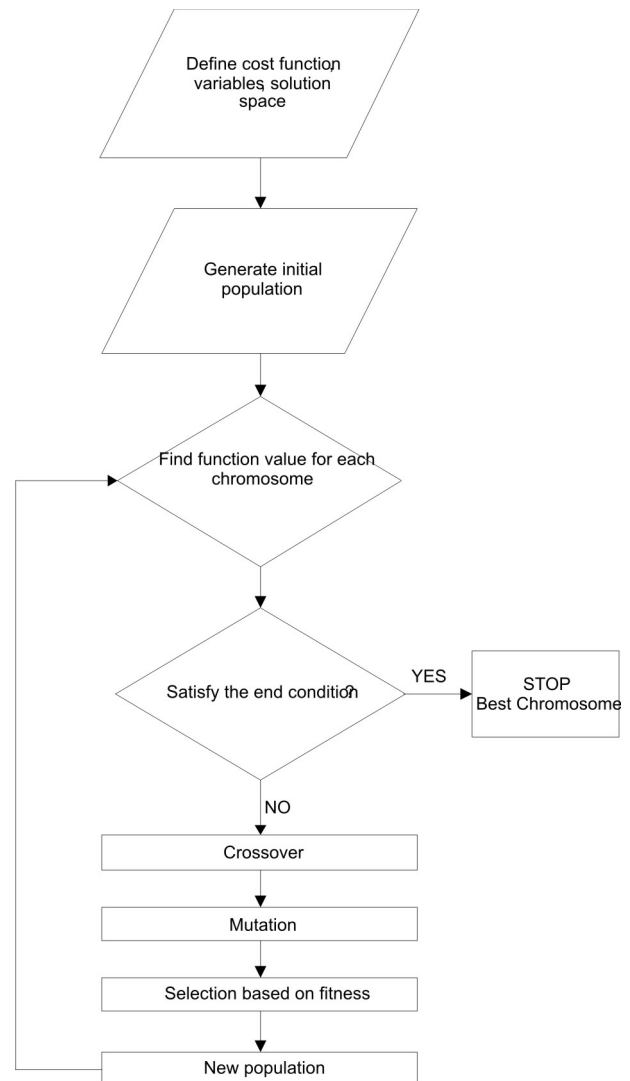 Define cost function,
variables, solution
space
Generate initial
population
Find function value for each
chromosome
Satisfy the end condition?
YES
STOP
Best Chromosome
NO
Crossover
Mutation
Selection based on fitness
New population